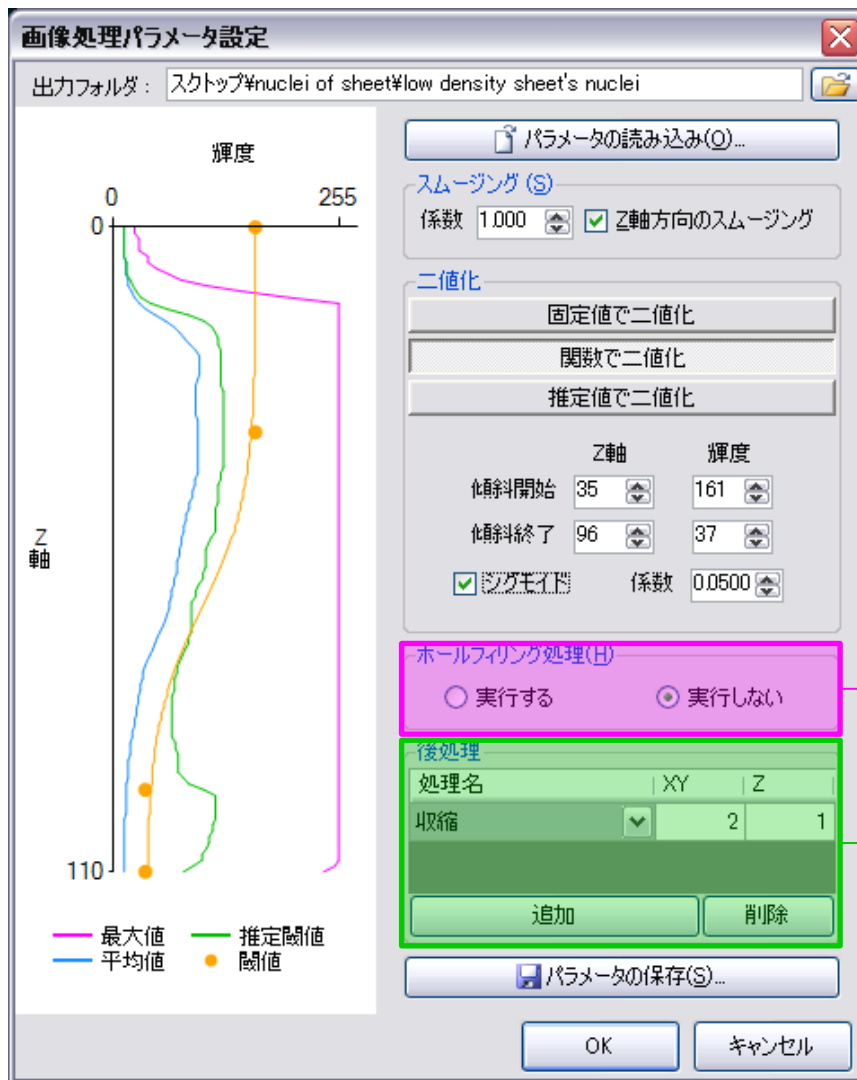 画像処理パラメータ設定
出力フォルダ： スクトップ¥nuclei of sheet¥low density sheet's nuclei
輝度
0 255
0
Z軸
110
最大値 推定閾値
平均値 閾値
パラメータの読み込み(O)...
スムージング (S)
係数 1.000 Z軸方向のスムージング
二値化
固定値で二値化
関数で二値化
推定値で二値化
Z軸 輝度
傾斜開始 35 161
傾斜終了 96 37
シグモイド 係数 0.0500
ホールフィリング処理(H)
実行する 実行しない
後処理
処理名 XY Z
収縮 2 1
追加 削除
パラメータの保存(S)...
OK キャンセル